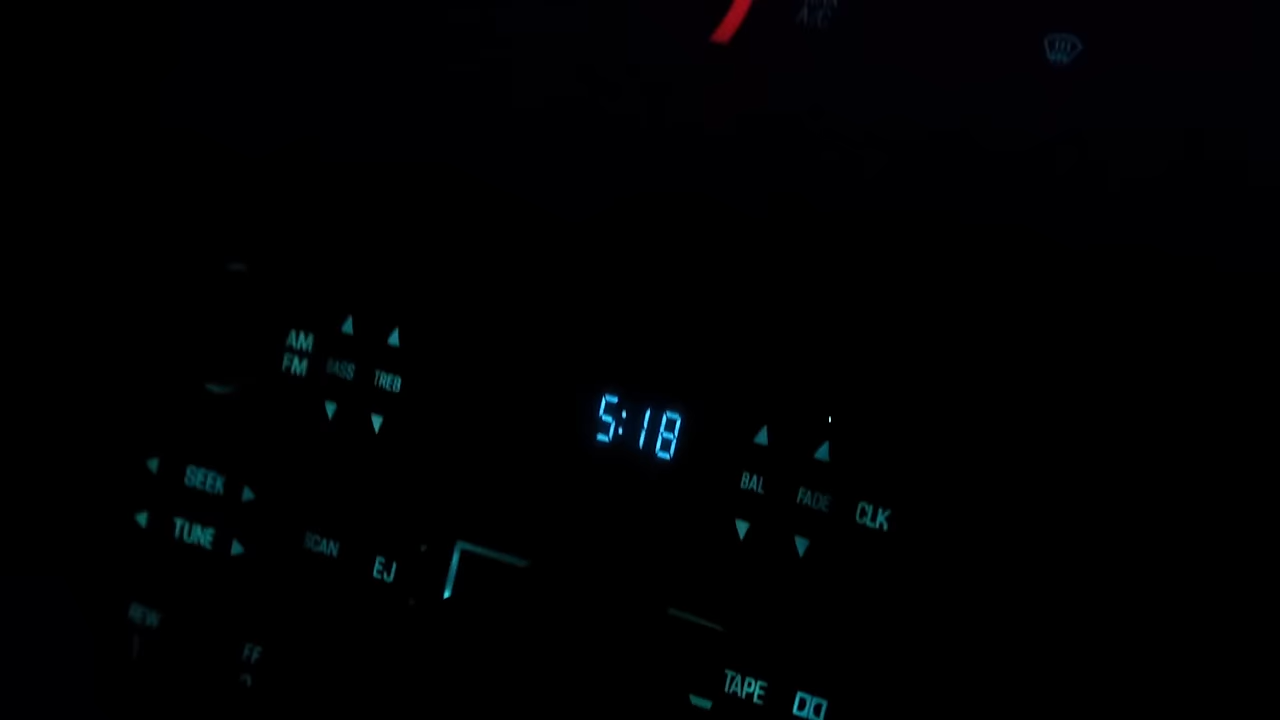 A/C
AM
FM
BASS
TREB
5:18
SEEK
BAL
FADE
CLK
TUNE
SCAN
EJ
REW
FF
TAPE